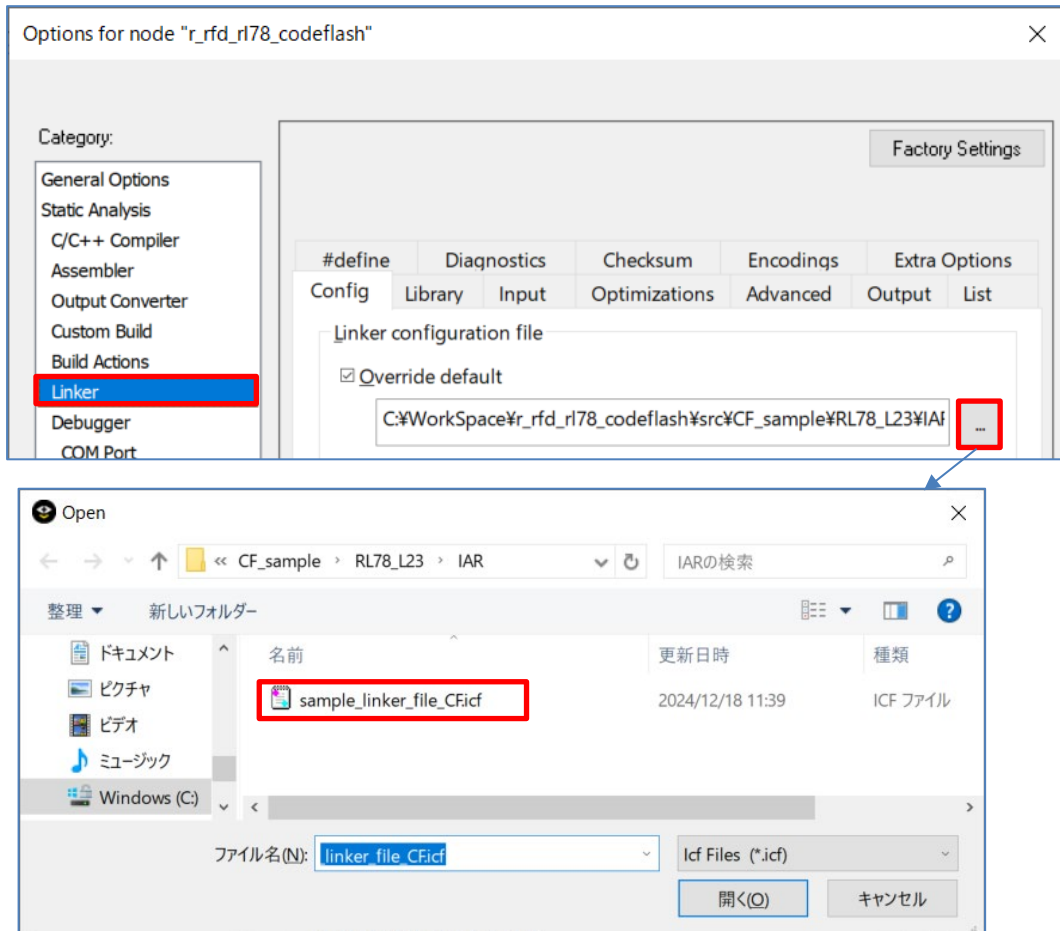 Options for node "r_rfd_rl78_codeflash"
Category:
Factory Settings
General Options
Static Analysis
C/C++ Compiler
Assembler
Output Converter
Custom Build
Build Actions
Linker
Debugger
COM Port
#define Diagnostics Checksum Encodings Extra Options
Config Library Input Optimizations Advanced Output List
Linker configuration file
Override default
C:¥WorkSpace¥r_rfd_rl78_codeflash¥src¥CF_sample¥RL78_L23¥IAF
...
Open
« CF_sample › RL78_L23 › IAR
IARの検索
整理 新しいフォルダー
ドキュメント
ピクチャ
ビデオ
ミュージック
Windows (C:)
名前 更新日時 種類
sample_linker_file_CF.icf 2024/12/18 11:39 ICF ファイル
ファイル名(N): _linker_file_CF.icf Icf Files (*.icf)
開く(O) キャンセル